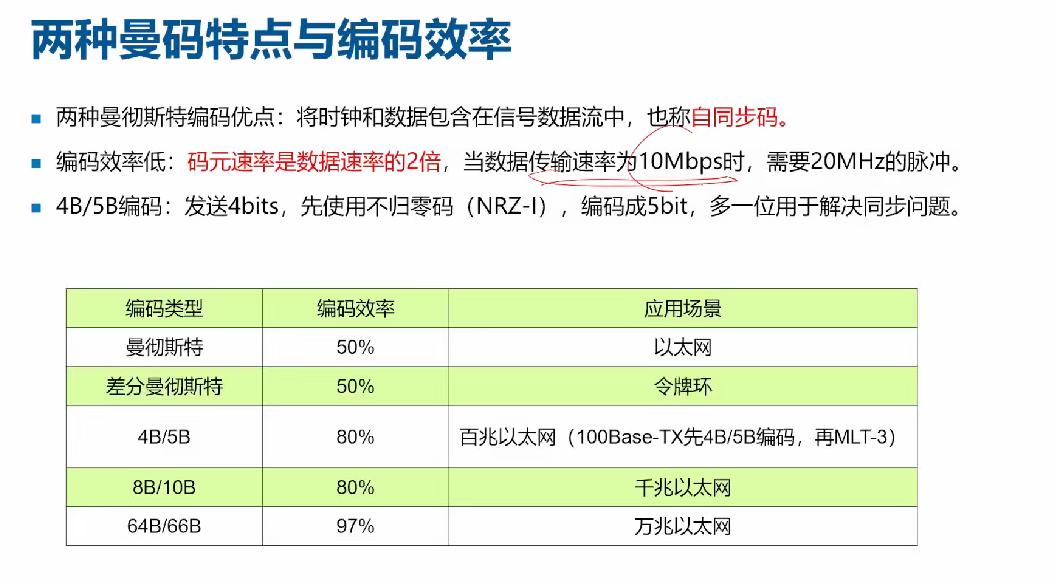 两种曼码特点与编码效率
两种曼彻斯特编码优点：将时钟和数据包含在信号数据流中，也称自同步码。
编码效率低：码元速率是数据速率的2倍，当数据传输速率为10Mbps时，需要20MHz的脉冲。
4B/5B编码：发送4bits，先使用不归零码（NRZ-I），编码成5bit，多一位用于解决同步问题。
编码类型 编码效率 应用场景
曼彻斯特 50% 以太网
差分曼彻斯特 50% 令牌环
4B/5B 80% 百兆以太网（100Base-TX先4B/5B编码，再MLT-3）
8B/10B 80% 千兆以太网
64B/66B 97% 万兆以太网